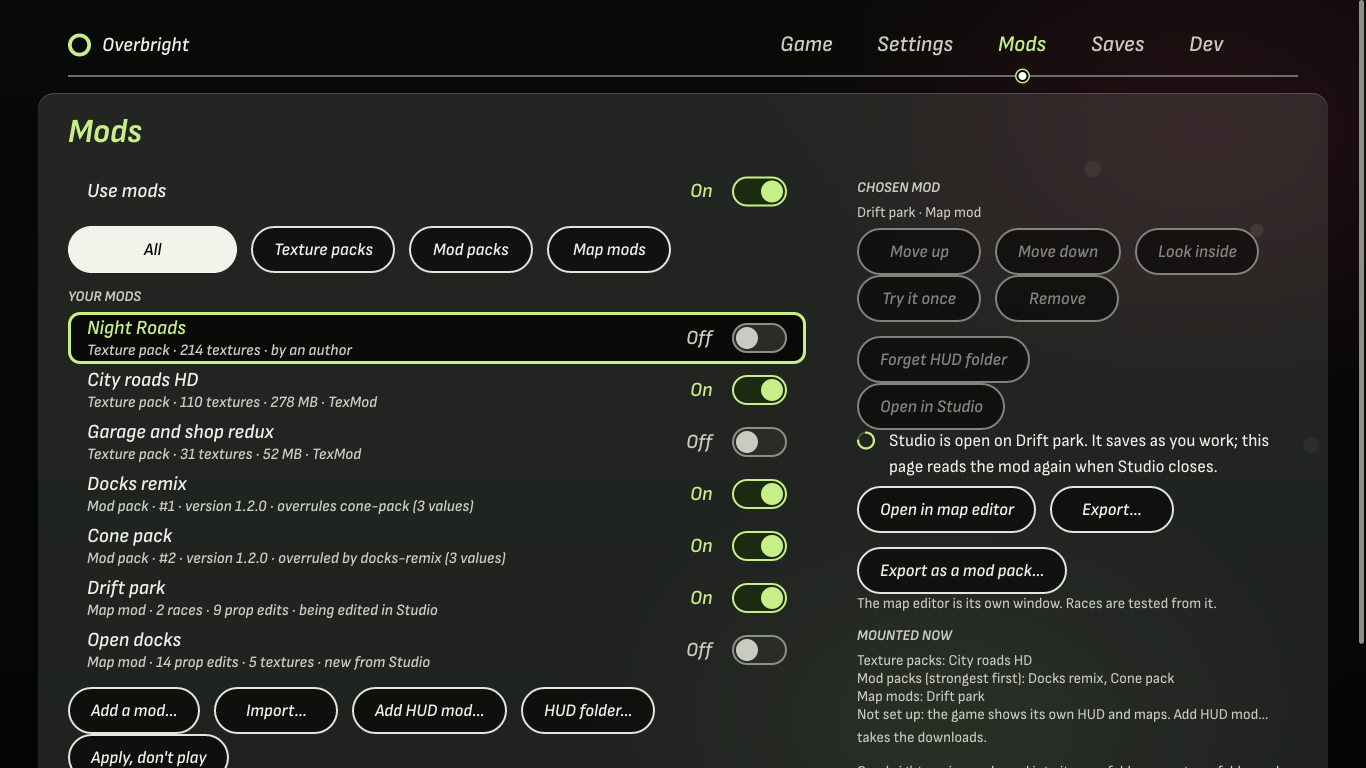 Overbright
Game Settings Mods Saves Dev
Mods
Use mods On
All Texture packs Mod packs Map mods
YOUR MODS
Night Roads Off
Texture pack · 214 textures · by an author
City roads HD On
Texture pack · 110 textures · 278 MB · TexMod
Garage and shop redux Off
Texture pack · 31 textures · 52 MB · TexMod
Docks remix On
Mod pack · #1 · version 1.2.0 · overrules cone-pack (3 values)
Cone pack On
Mod pack · #2 · version 1.2.0 · overruled by docks-remix (3 values)
Drift park On
Map mod · 2 races · 9 prop edits · being edited in Studio
Open docks Off
Map mod · 14 prop edits · 5 textures · new from Studio
Add a mod... Import... Add HUD mod... HUD folder...
Apply, don't play
CHOSEN MOD
Drift park · Map mod
Move up Move down Look inside
Try it once Remove
Forget HUD folder
Open in Studio
Studio is open on Drift park. It saves as you work; this
page reads the mod again when Studio closes.
Open in map editor Export...
Export as a mod pack...
The map editor is its own window. Races are tested from it.
MOUNTED NOW
Texture packs: City roads HD
Mod packs (strongest first): Docks remix, Cone pack
Map mods: Drift park
Not set up: the game shows its own HUD and maps. Add HUD mod...
takes the downloads.